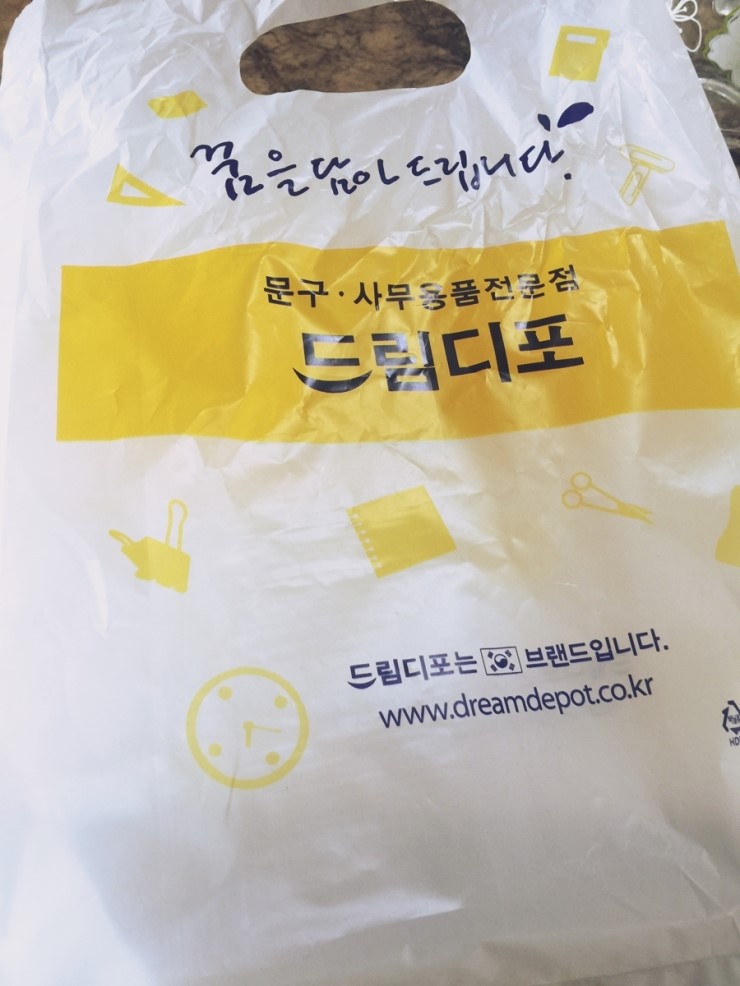 꿈을 담아 드립니다.
문구·사무용품전문점
드림디포
드림디포는 브랜드입니다.
www.dreamdepot.co.kr